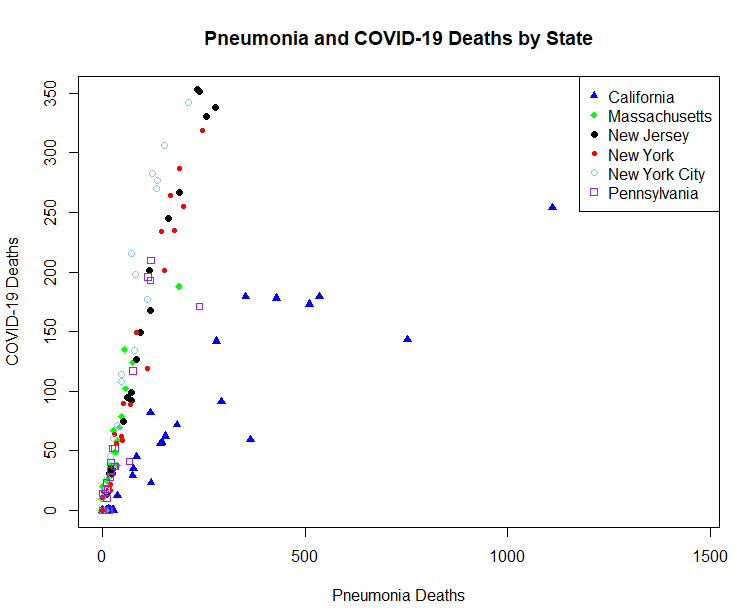 Pneumonia and COVID-19 Deaths by State
COVID-19 Deaths
350
300
250
200
150
100
50
0
California
Massachusetts
New Jersey
New York
New York City
Pennsylvania
0 500 1000 1500
Pneumonia Deaths